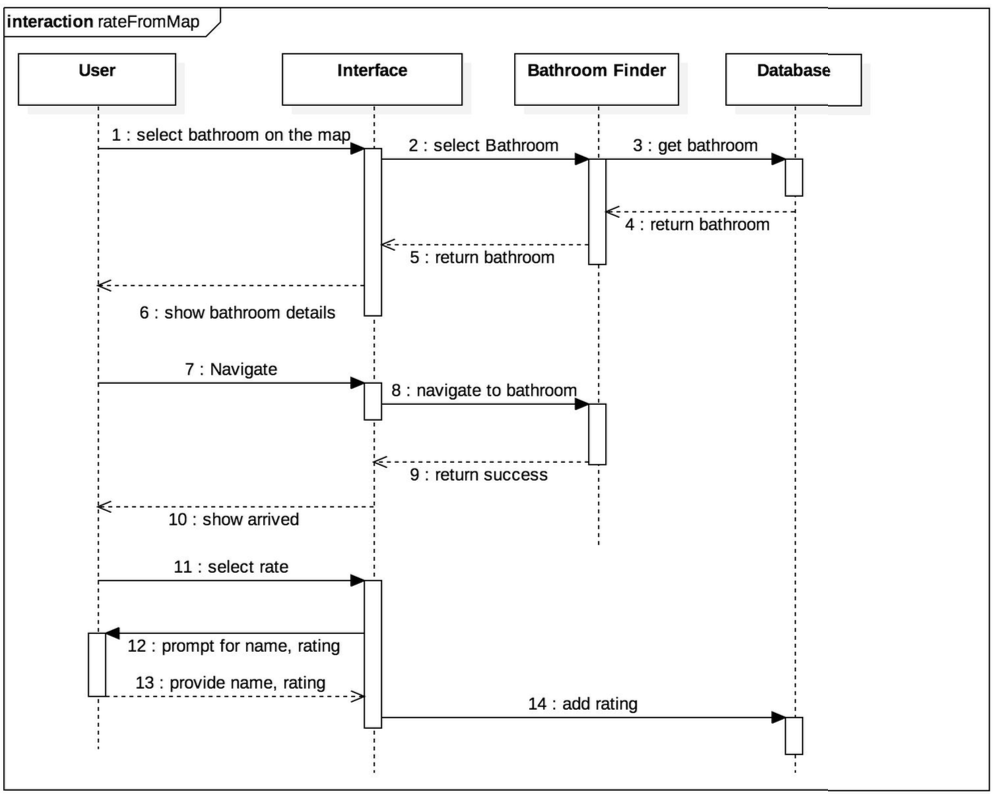 interaction rateFromMap
User
Interface
Bathroom Finder
Database
1 : select bathroom on the map
2 : select Bathroom
3 : get bathroom
4 : return bathroom
5 : return bathroom
6 : show bathroom details
7 : Navigate
8 : navigate to bathroom
9 : return success
10 : show arrived
11 : select rate
12 : prompt for name, rating
13 : provide name, rating
14 : add rating